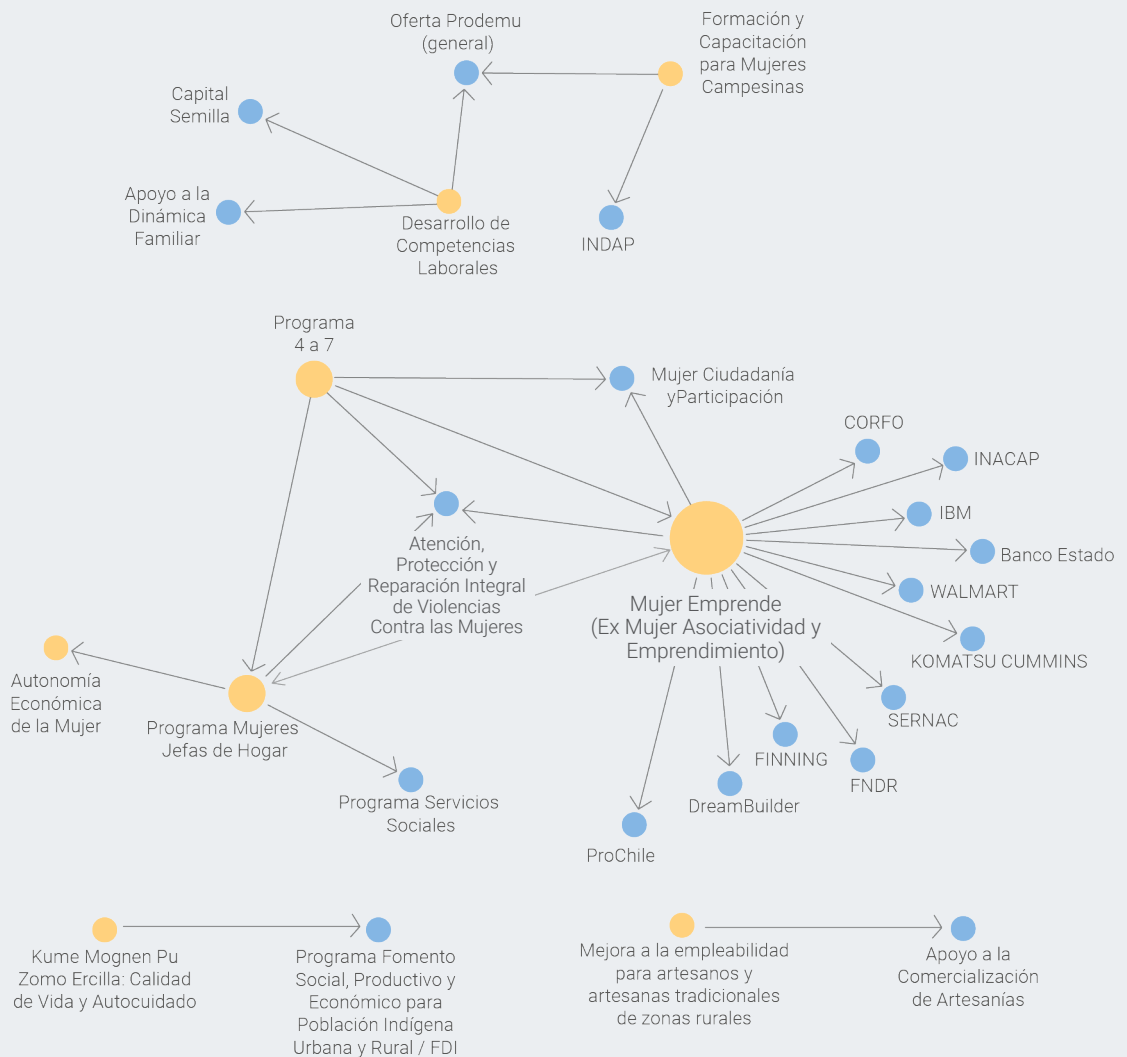 Oferta Prodemu
(general)
Formación y
Capacitación
para Mujeres
Campesinas
Capital
Semilla
Apoyo a la
Dinámica
Familiar
Desarrollo de
Competencias
Laborales
INDAP
Programa
4 a 7
Mujer Ciudadanía
yParticipación
CORFO
INACAP
IBM
Banco Estado
WALMART
KOMATSU CUMMINS
Atención,
Protección y
Reparación Integral
de Violencias
Contra las Mujeres
Mujer Emprende
(Ex Mujer Asociatividad y
Emprendimiento)
Autonomía
Económica
de la Mujer
Programa Mujeres
Jefas de Hogar
SERNAC
FINNING
FNDR
DreamBuilder
ProChile
Programa Servicios
Sociales
Kume Mognen Pu
Zomo Ercilla: Calidad
de Vida y Autocuidado
Programa Fomento
Social, Productivo y
Económico para
Población Indígena
Urbana y Rural / FDI
Mejora a la empleabilidad
para artesanos y
artesanas tradicionales
de zonas rurales
Apoyo a la
Comercialización
de Artesanías